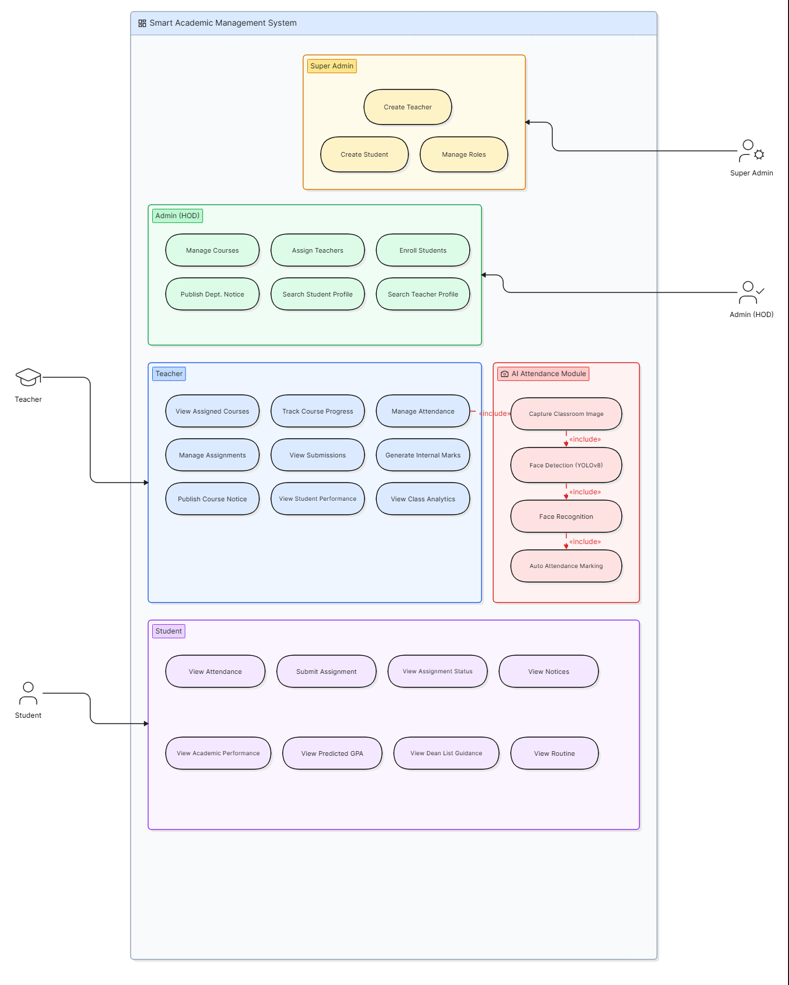 Smart Academic Management System
Super Admin
Create Teacher
Create Student
Manage Roles
Super Admin
Admin (HOD)
Manage Courses
Assign Teachers
Enroll Students
Publish Dept. Notice
Search Student Profile
Search Teacher Profile
Admin (HOD)
Teacher
Teacher
View Assigned Courses
Track Course Progress
Manage Attendance
Manage Assignments
View Submissions
Generate Internal Marks
Publish Course Notice
View Student Performance
View Class Analytics
«include»
AI Attendance Module
Capture Classroom Image
«include»
Face Detection (YOLOv8)
«include»
Face Recognition
«include»
Auto Attendance Marking
Student
Student
View Attendance
Submit Assignment
View Assignment Status
View Notices
View Academic Performance
View Predicted GPA
View Dean List Guidance
View Routine